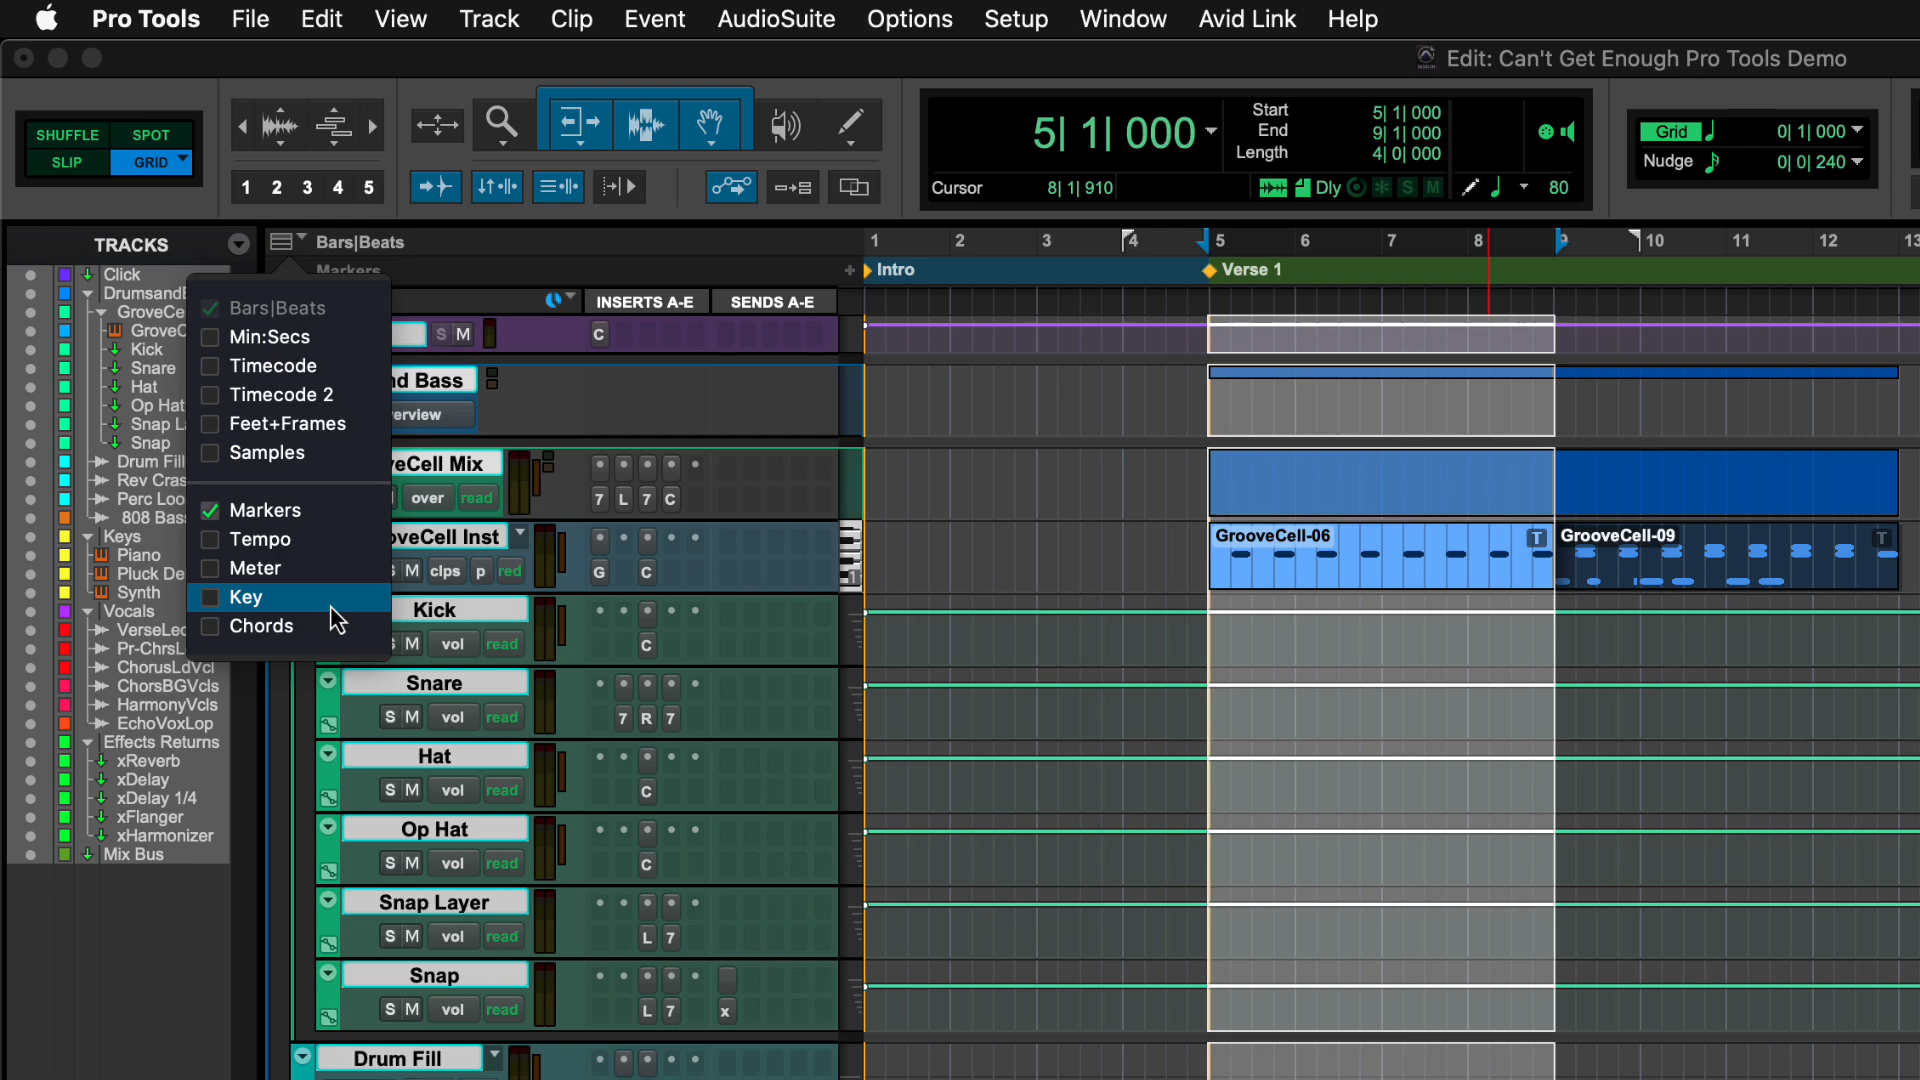 Pro Tools File Edit View Track Clip Event AudioSuite Options Setup Window Avid Link Help
Edit: Can't Get Enough Pro Tools Demo
SHUFFLE SPOT
SLIP GRID
1 2 3 4 5
5| 1| 000
Start 5| 1| 000
End 9| 1| 000
Length 4| 0| 000
Cursor 8| 1| 910
Dly S M
80
Grid 0| 1| 000
Nudge 0| 0| 240
TRACKS
Bars|Beats
1 2 3 4 5 6 7 8 9 10 11 12 13
Markers + Intro Verse 1
INSERTS A-E SENDS A-E
Click
DrumsandB
GroveCe
GroveC
Kick
Snare
Hat
Op Hat
Snap La
Snap
Drum Fill
Rev Cras
Perc Loo
808 Bas
Keys
Piano
Pluck De
Synth
Vocals
VerseLe
Pr-ChrsL
ChorusLdVcl
ChorsBGVcls
HarmonyVcls
EchoVoxLop
Effects Returns
xReverb
xDelay
xDelay 1/4
xFlanger
xHarmonizer
Mix Bus
Bars|Beats
Min:Secs
Timecode
Timecode 2
Feet+Frames
Samples
Markers
Tempo
Meter
Key
Chords
S M C
nd Bass
erview
veCell Mix
over read 7 L 7 C
oveCell Inst
S M clps p red G C
1
GrooveCell-06 T GrooveCell-09 T
Kick
S M vol read C
Snare
S M vol read 7 R 7
Hat
S M vol read C
Op Hat
S M vol read C
Snap Layer
S M vol read L 7
Snap
S M vol read L 7 x
Drum Fill